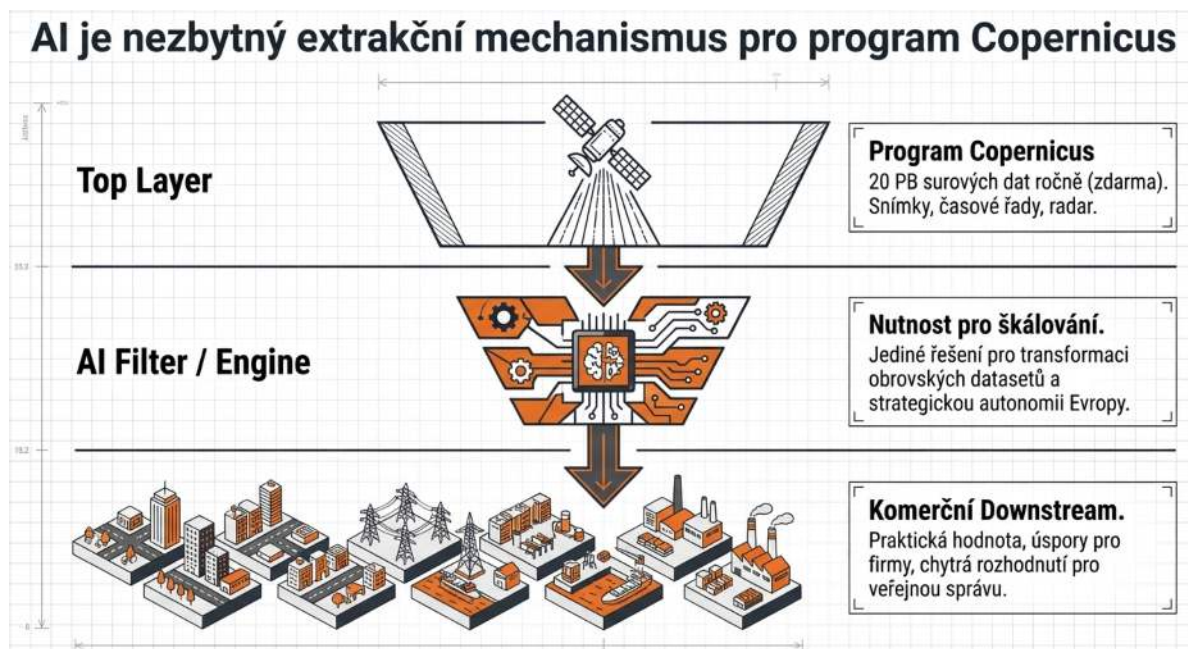 AI je nezbytný extrakční mechanismus pro program Copernicus
Top Layer
Program Copernicus
20 PB surových dat ročně (zdarma).
Snímky, časové řady, radar.
AI Filter / Engine
Nutnost pro škálování.
Jediné řešení pro transformaci
obrovských datasetů a
strategickou autonomii Evropy.
Komerční Downstream.
Praktická hodnota, úspory pro
firmy, chytrá rozhodnutí pro
veřejnou správu.